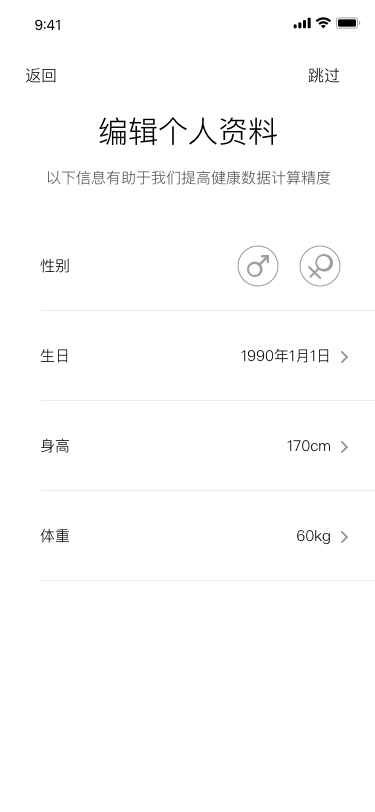 9:41
返回 跳过
编辑个人资料
以下信息有助于我们提高健康数据计算精度
性别
生日 1990年1月1日
身高 170cm
体重 60kg